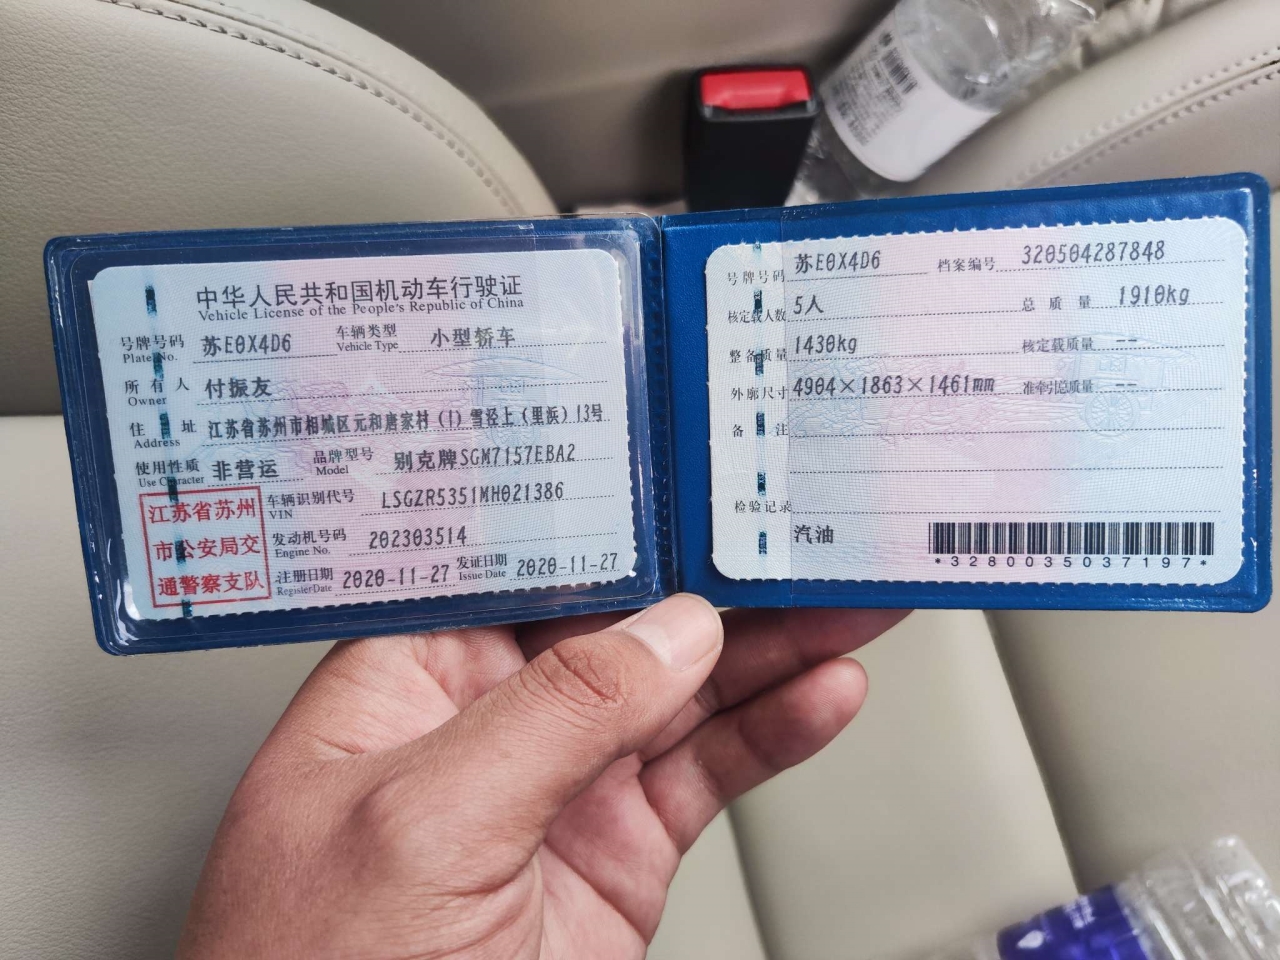 中华人民共和国机动车行驶证
Vehicle License of the People's Republic of China
号牌号码 苏E0X4D6 车辆类型 小型轿车
Plate No. Vehicle Type
所有人 付振友
Owner
住址 江苏省苏州市相城区元和唐家村(1)雪泾上(里浜)13号
Address
使用性质 非营运 品牌型号 别克牌SGM7157EBA2
Use Character Model
江苏省苏州
市公安局交
通警察支队
车辆识别代号 LSGZR5351MH021386
VIN
发动机号码 202303514
Engine No.
注册日期 2020-11-27 发证日期 2020-11-27
Register Date Issue Date
号牌号码 苏E0X4D6 档案编号 320504287848
核定载人数 5人 总质量 1910kg
整备质量 1430kg 核定载质量 --
外廓尺寸 4904×1863×1461mm 准牵引总质量 --
备注
检验记录
汽油
*3280035037197*